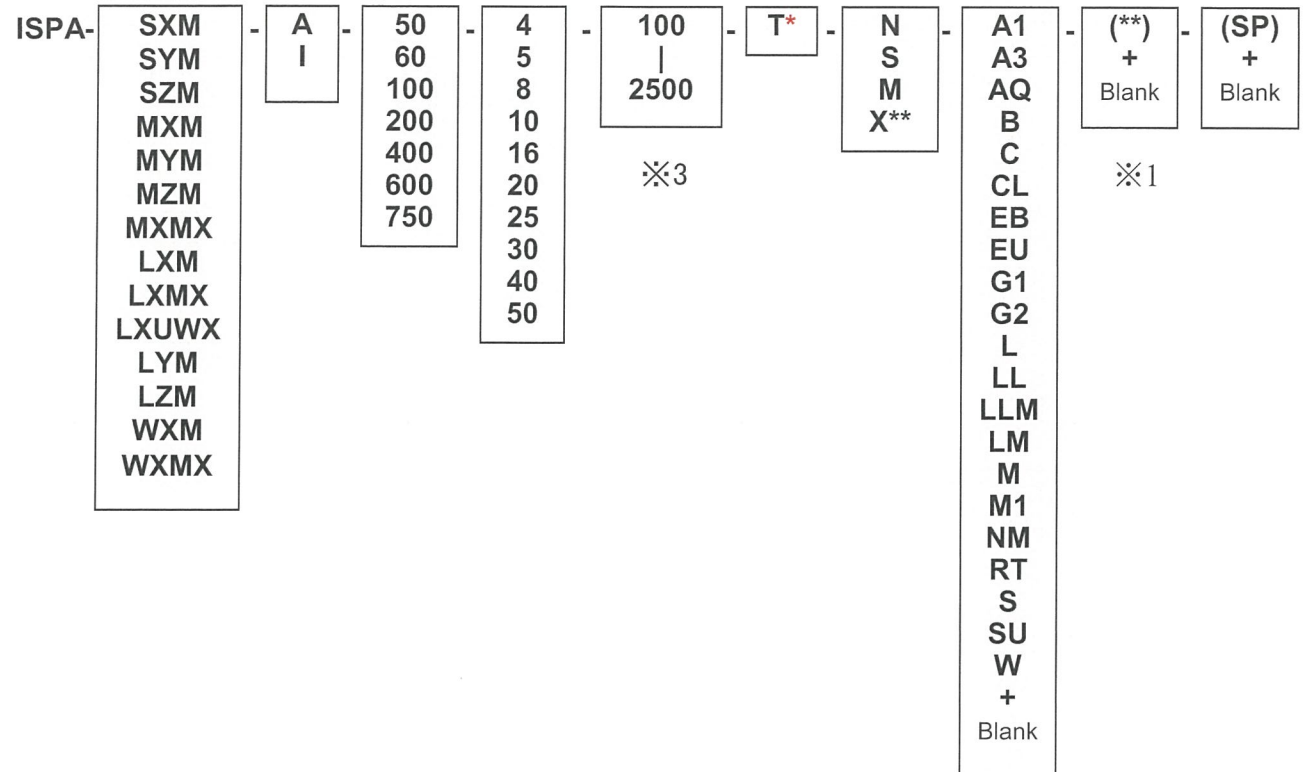 ISPA- SXM - A - 50 - 4 - 100 - T* - N - A1 - (**) - (SP)
SYM I 60 5 | S A3 + +
SZM 100 8 2500 M AQ Blank Blank
MXM 200 10 X** B
MYM 400 16 ※3 C ※1
MZM 600 20 CL
MXMX 750 25 EB
LXM 30 EU
LXMX 40 G1
LXUWX 50 G2
LYM L
LZM LL
WXM LLM
WXMX LM
M
M1
NM
RT
S
SU
W
+
Blank